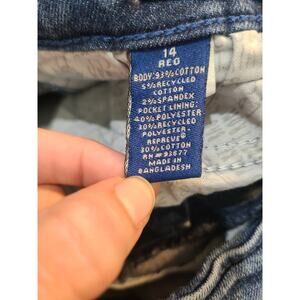 14
REG
BODY:93% COTTON
5% RECYCLED
COTTON
2% SPANDEX
POCKET LINING:
40% POLYESTER
30% RECYCLED
POLYESTER-
REPREVE®
30% COTTON
RN# 93677
MADE IN
BANGLADESH